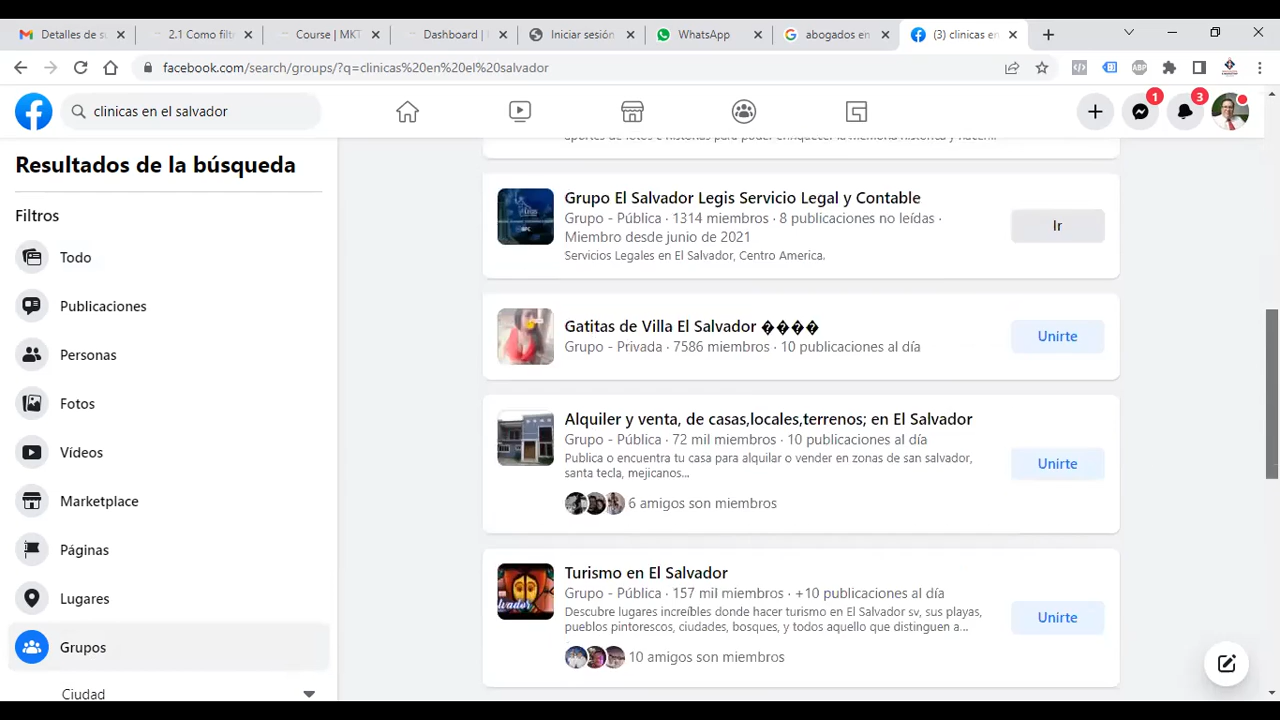 Detalles de su
2.1 Como filtr
Course | MKT
Dashboard |
Iniciar sesión
WhatsApp
abogados en
(3) clinicas en
facebook.com/search/groups/?q=clinicas%20en%20el%20salvador
ABP
clinicas en el salvador
1
3
Resultados de la búsqueda
Filtros
Todo
Publicaciones
Personas
Fotos
Vídeos
Marketplace
Páginas
Lugares
Grupos
Ciudad
Grupo El Salvador Legis Servicio Legal y Contable
Grupo - Pública · 1314 miembros · 8 publicaciones no leídas ·
Miembro desde junio de 2021
Servicios Legales en El Salvador, Centro America.
Ir
Gatitas de Villa El Salvador ����
Grupo - Privada · 7586 miembros · 10 publicaciones al día
Unirte
Alquiler y venta, de casas,locales,terrenos; en El Salvador
Grupo - Pública · 72 mil miembros · 10 publicaciones al día
Publica o encuentra tu casa para alquilar o vender en zonas de san salvador,
santa tecla, mejicanos...
6 amigos son miembros
Unirte
Turismo en El Salvador
Grupo - Pública · 157 mil miembros · +10 publicaciones al día
Descubre lugares increíbles donde hacer turismo en El Salvador sv, sus playas,
pueblos pintorescos, ciudades, bosques, y todos aquello que distinguen a...
10 amigos son miembros
Unirte